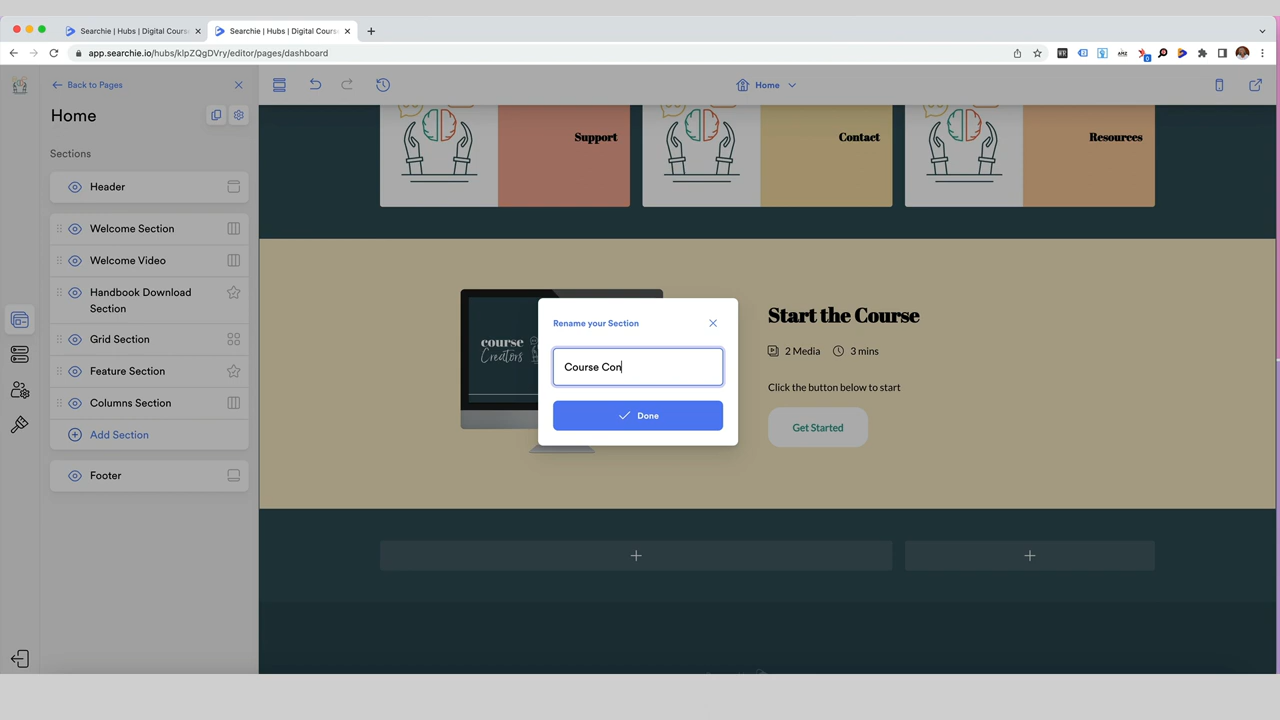 Searchie | Hubs | Digital Cours
Searchie | Hubs | Digital Cours
app.searchie.io/hubs/klpZQgDVry/editor/pages/dashboard
Back to Pages
Home
Home
Sections
Header
Welcome Section
Welcome Video
Handbook Download
Section
Grid Section
Feature Section
Columns Section
Add Section
Footer
Support
Contact
Resources
course
Creators
Start the Course
2 Media
3 mins
Click the button below to start
Get Started
Rename your Section
Course Con
Done